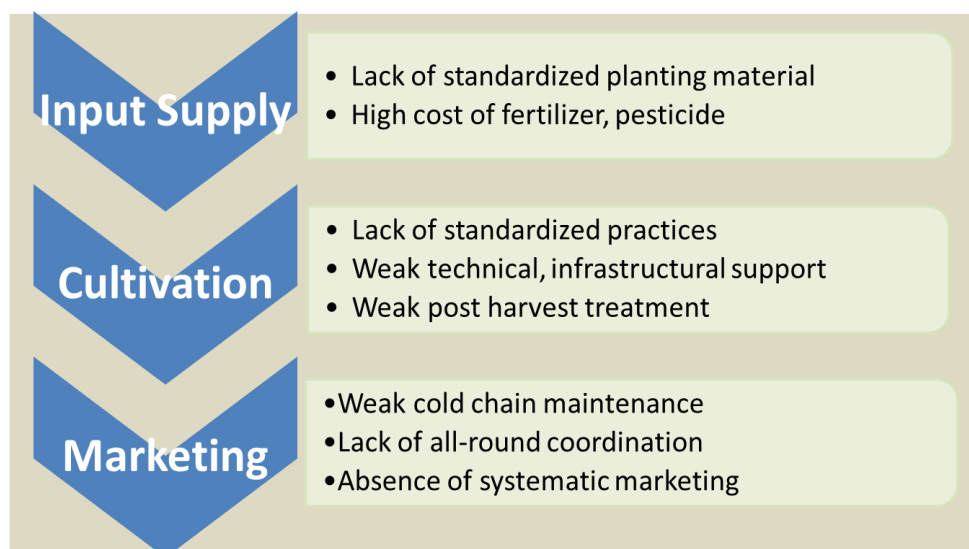 Input Supply
• Lack of standardized planting material
• High cost of fertilizer, pesticide
Cultivation
• Lack of standardized practices
• Weak technical, infrastructural support
• Weak post harvest treatment
Marketing
•Weak cold chain maintenance
•Lack of all-round coordination
•Absence of systematic marketing